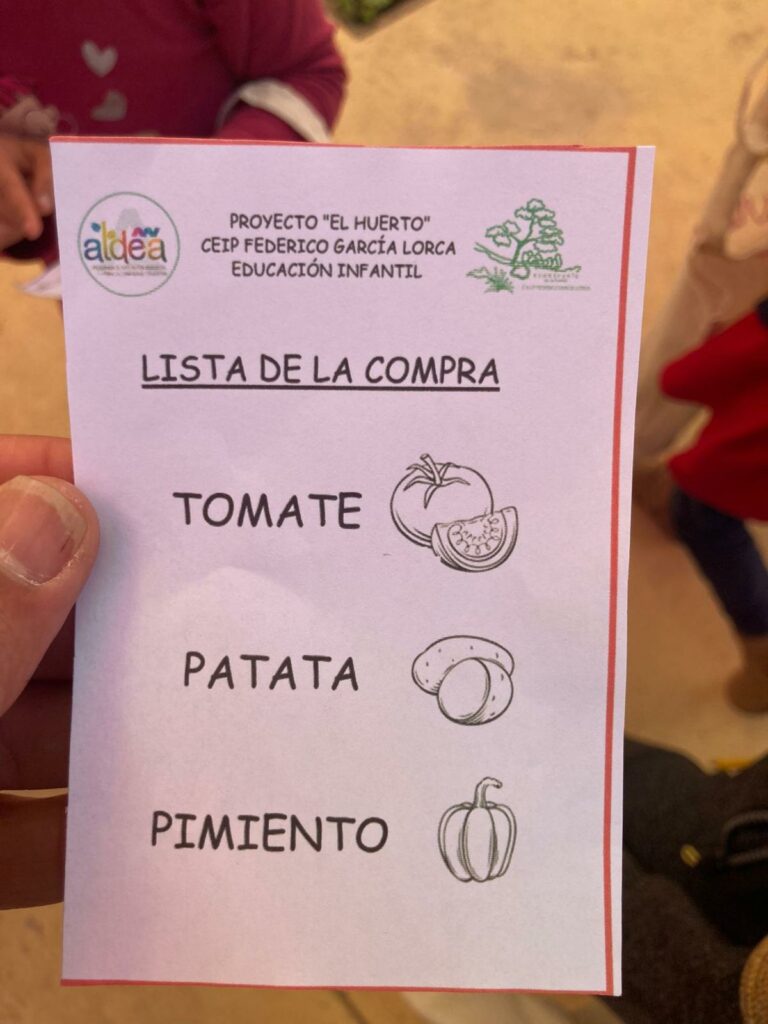 PROYECTO "EL HUERTO"
CEIP FEDERICO GARCÍA LORCA
EDUCACIÓN INFANTIL
aldea
LISTA DE LA COMPRA
TOMATE
PATATA
PIMIENTO